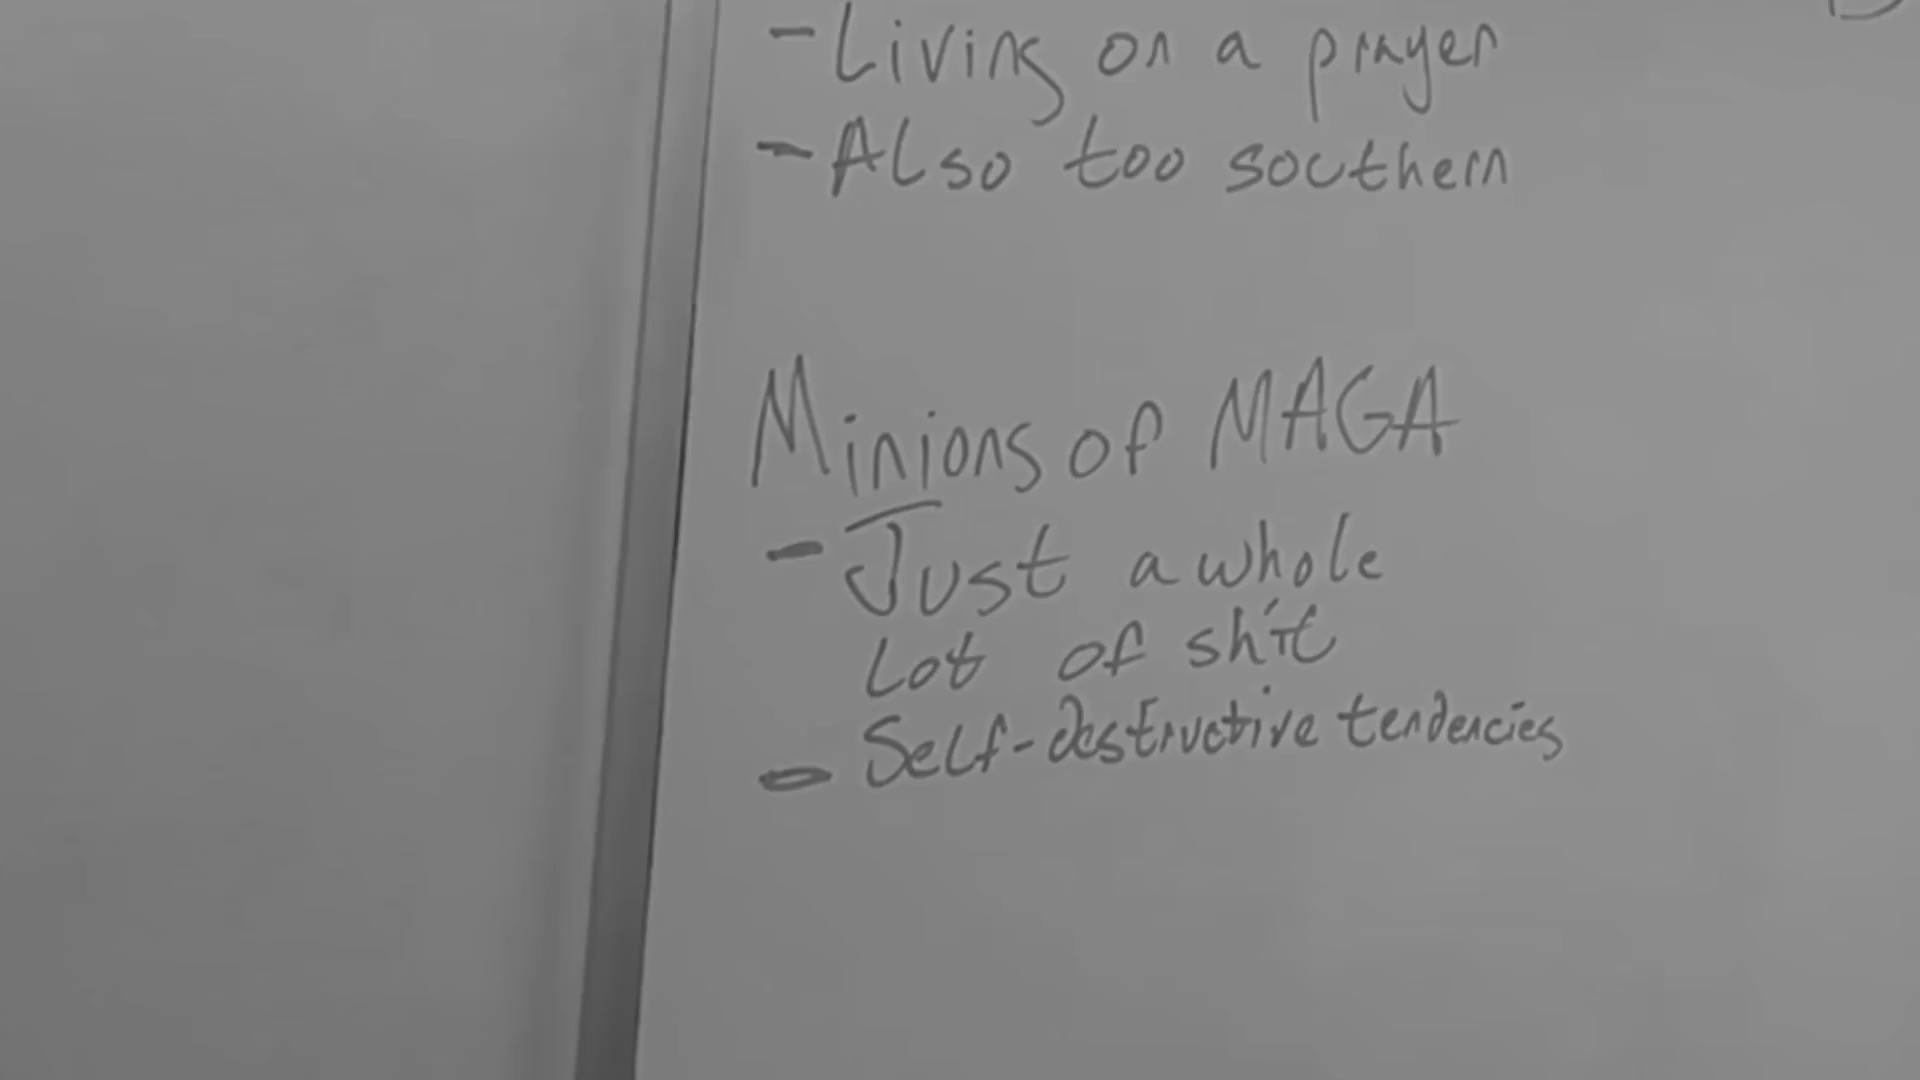 - Living on a prayer
- Also too southern
Minions of MAGA
- Just a whole
Lot of shit
- Self-destructive tendencies